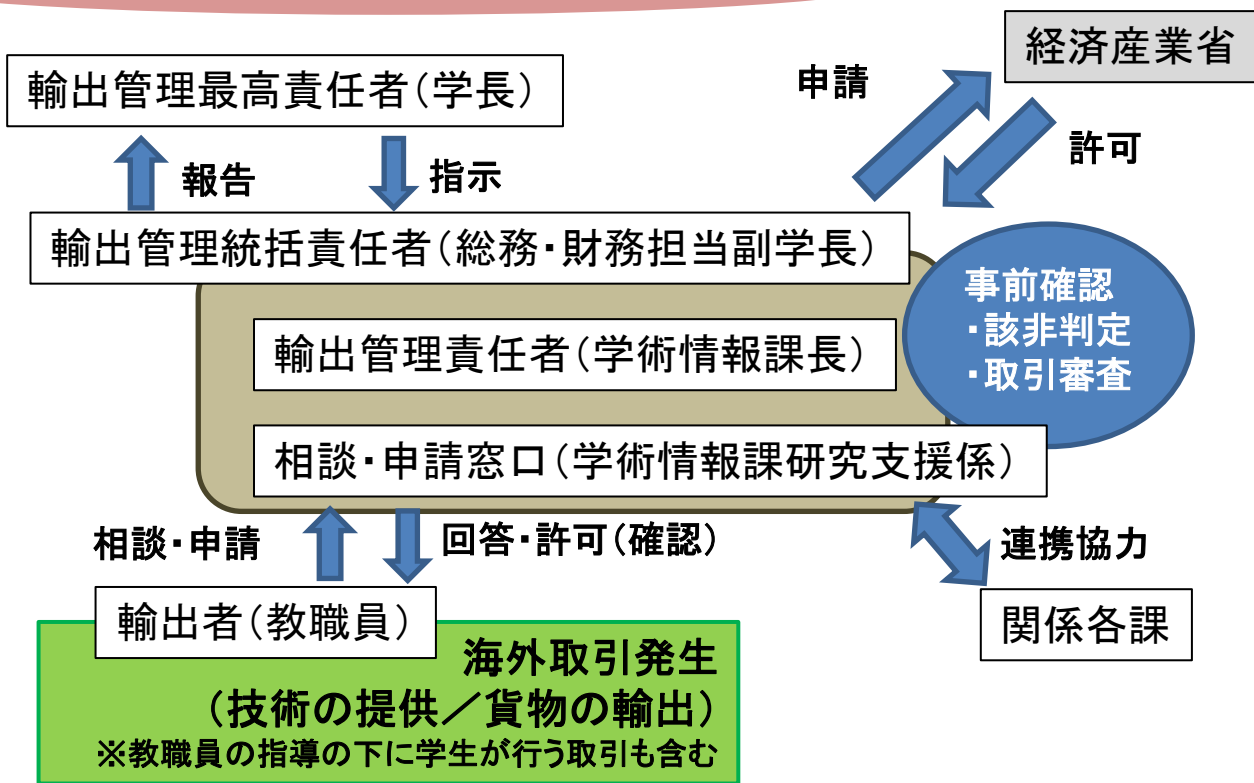 経済産業省
申請
輸出管理最高責任者(学長)
許可
報告
指示
輸出管理統括責任者(総務・財務担当副学長)
事前確認
・該非判定
・取引審査
輸出管理責任者(学術情報課長)
相談・申請窓口(学術情報課研究支援係)
相談・申請
回答・許可(確認)
連携協力
輸出者(教職員)
関係各課
海外取引発生
(技術の提供/貨物の輸出)
※教職員の指導の下に学生が行う取引も含む